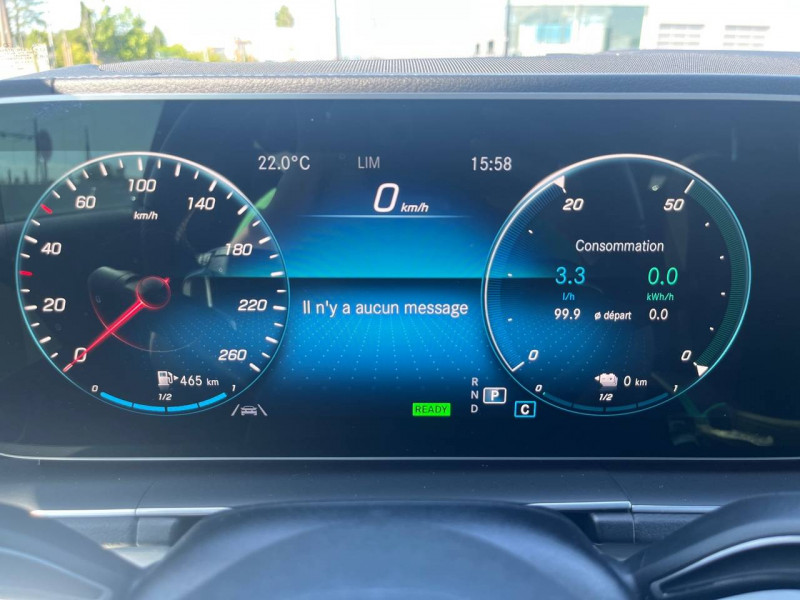 22.0°C LIM 15:58
0 km/h
0 20 40 60 100 140 180 220 260
km/h
465 km
0 1/2 1
Il n'y a aucun message
READY
R
N P
D C
20 50
Consommation
3.3 0.0
l/h kWh/h
99.9 ø départ 0.0
0 0
0 km
0 1/2 1